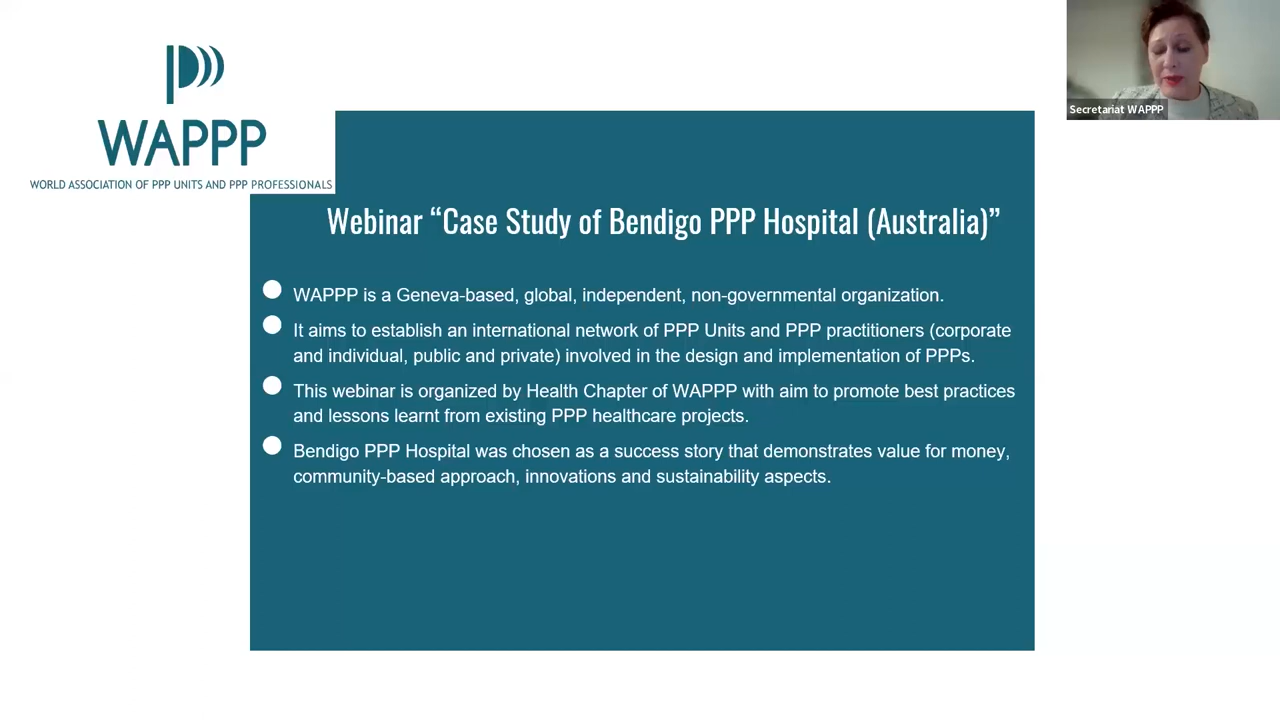 WAPPP
WORLD ASSOCIATION OF PPP UNITS AND PPP PROFESSIONALS
Secretariat WAPPP
Webinar “Case Study of Bendigo PPP Hospital (Australia)”
WAPPP is a Geneva-based, global, independent, non-governmental organization.
It aims to establish an international network of PPP Units and PPP practitioners (corporate
and individual, public and private) involved in the design and implementation of PPPs.
This webinar is organized by Health Chapter of WAPPP with aim to promote best practices
and lessons learnt from existing PPP healthcare projects.
Bendigo PPP Hospital was chosen as a success story that demonstrates value for money,
community-based approach, innovations and sustainability aspects.